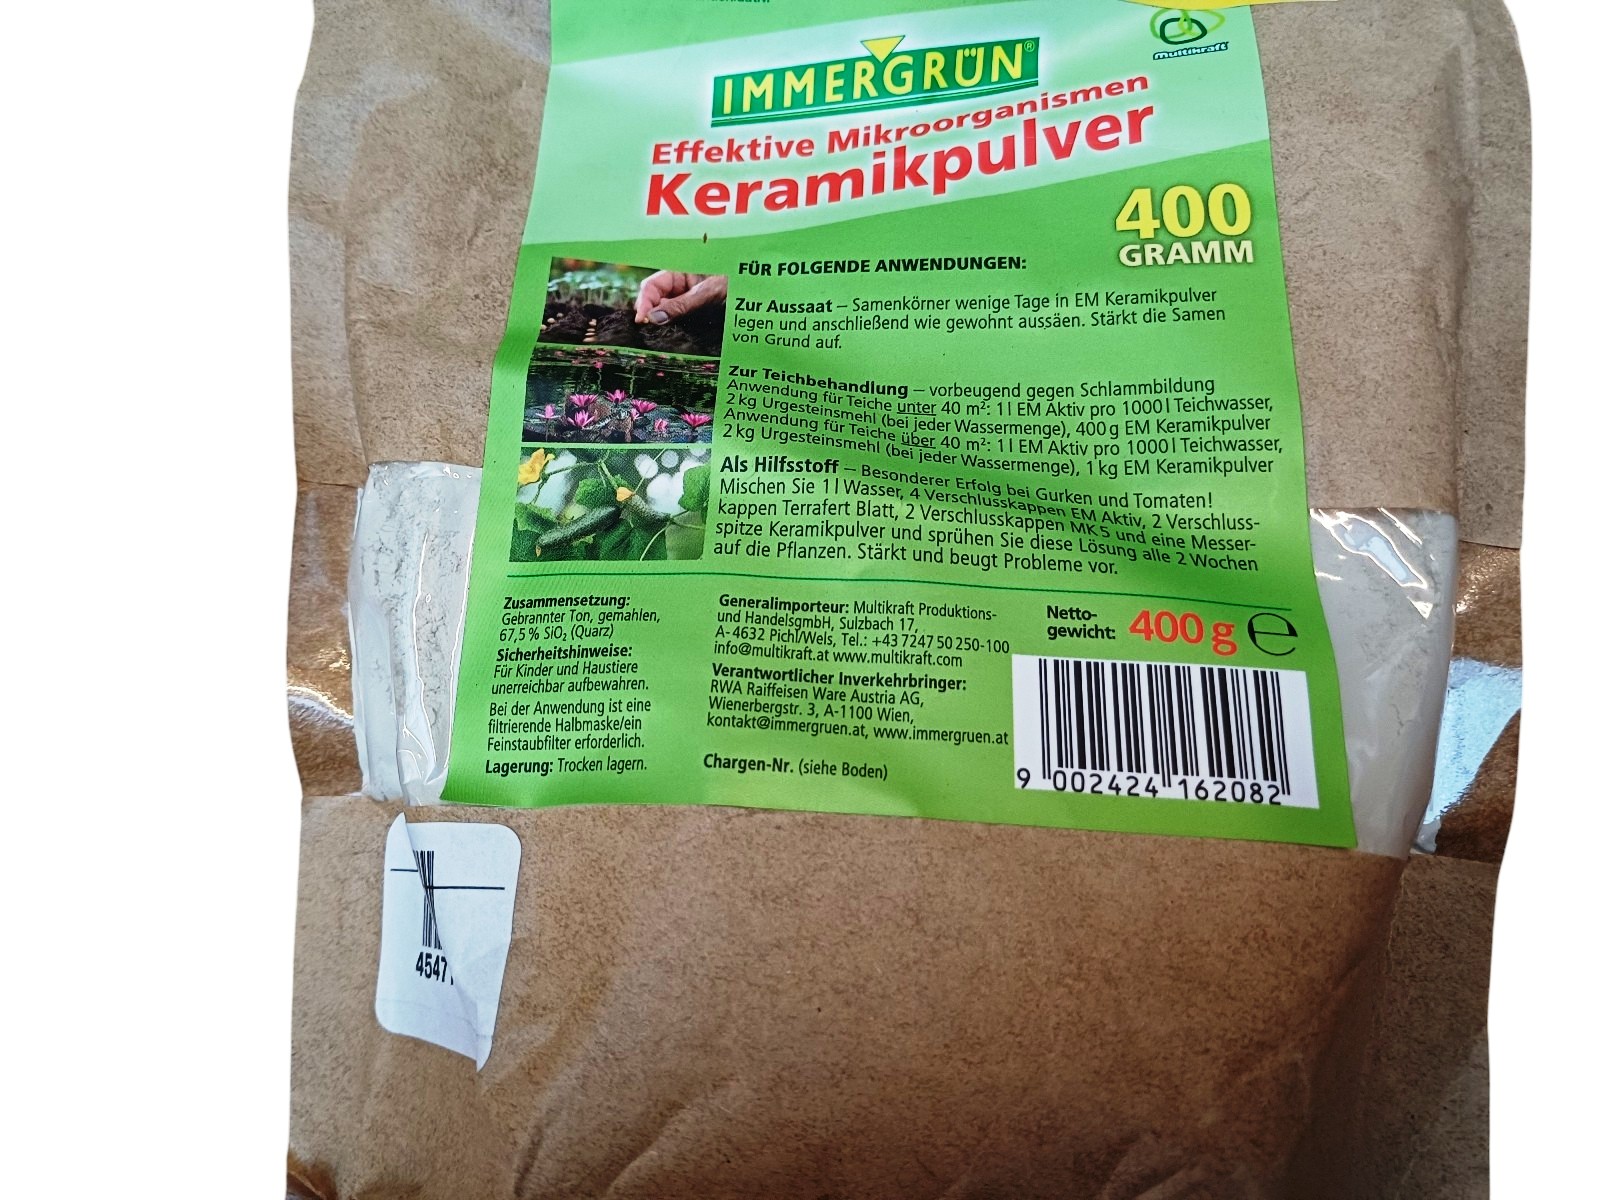 multikraft
IMMERGRÜN®
Effektive Mikroorganismen
Keramikpulver
400
GRAMM
FÜR FOLGENDE ANWENDUNGEN:
Zur Aussaat – Samenkörner wenige Tage in EM Keramikpulver
legen und anschließend wie gewohnt aussäen. Stärkt die Samen
von Grund auf.
Zur Teichbehandlung – vorbeugend gegen Schlammbildung
Anwendung für Teiche unter 40 m²: 1 l EM Aktiv pro 1000 l Teichwasser,
2 kg Urgesteinsmehl (bei jeder Wassermenge), 400 g EM Keramikpulver
Anwendung für Teiche über 40 m²: 1 l EM Aktiv pro 1000 l Teichwasser,
2 kg Urgesteinsmehl (bei jeder Wassermenge), 1 kg EM Keramikpulver
Als Hilfsstoff – Besonderer Erfolg bei Gurken und Tomaten!
Mischen Sie 1 l Wasser, 4 Verschlusskappen EM Aktiv, 2 Verschluss-
kappen Terrafert Blatt, 2 Verschlusskappen MK 5 und eine Messer-
spitze Keramikpulver und sprühen Sie diese Lösung alle 2 Wochen
auf die Pflanzen. Stärkt und beugt Probleme vor.
Zusammensetzung:
Gebrannter Ton, gemahlen,
67,5 % SiO₂ (Quarz)
Sicherheitshinweise:
Für Kinder und Haustiere
unerreichbar aufbewahren.
Bei der Anwendung ist eine
filtrierende Halbmaske/ein
Feinstaubfilter erforderlich.
Lagerung: Trocken lagern.
Generalimporteur: Multikraft Produktions-
und HandelsgmbH, Sulzbach 17,
A-4632 Pichl/Wels, Tel.: +43 7247 50 250-100
info@multikraft.at www.multikraft.com
Verantwortlicher Inverkehrbringer:
RWA Raiffeisen Ware Austria AG,
Wienerbergstr. 3, A-1100 Wien,
kontakt@immergruen.at, www.immergruen.at
Chargen-Nr. (siehe Boden)
Netto-
gewicht: 400 g ℮
9 002424 162082
4547